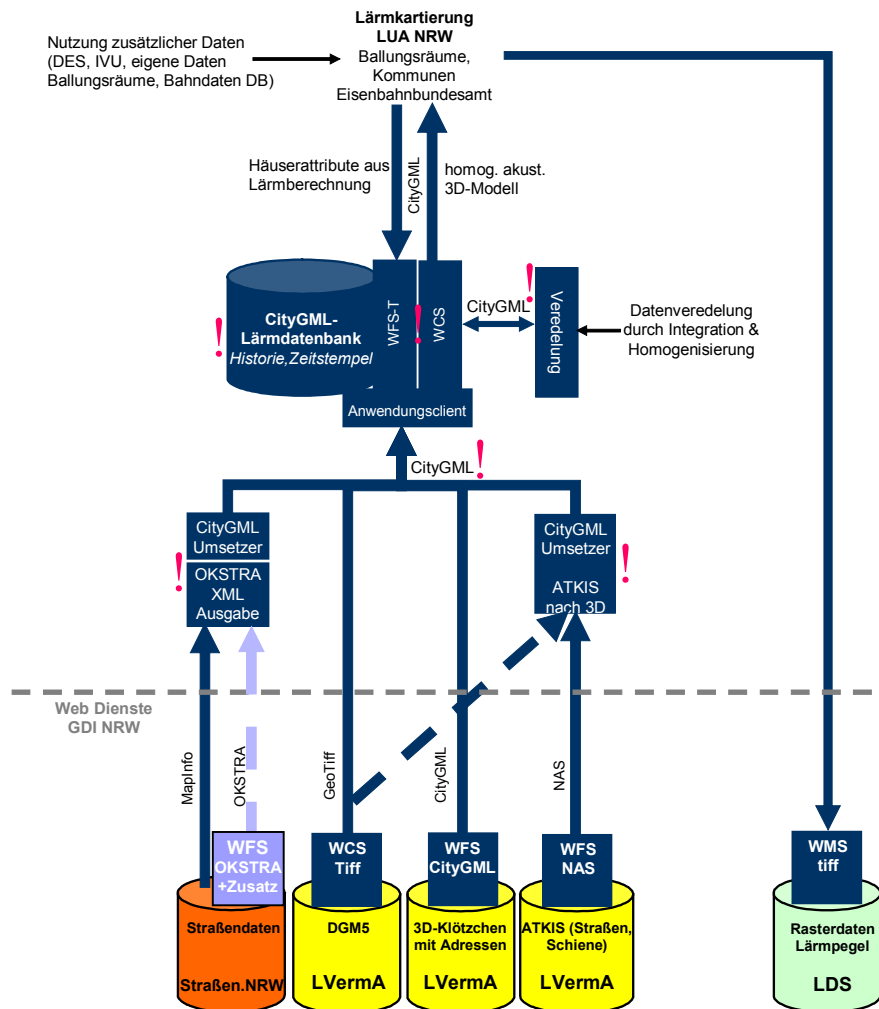 Lärmkartierung
LUA NRW
Ballungsräume,
Kommunen
Eisenbahnbundesamt
Nutzung zusätzlicher Daten
(DES, IVU, eigene Daten
Ballungsräume, Bahndaten DB)
Häuserattribute aus
Lärmberechnung
CityGML
homog. akust.
3D-Modell
CityGML-
Lärmdatenbank
Historie,Zeitstempel
!
WFS-T
!
WCS
CityGML
!
Veredelung
Datenveredelung
durch Integration &
Homogenisierung
Anwendungsclient
CityGML
!
CityGML
Umsetzer
OKSTRA
XML
Ausgabe
!
CityGML
Umsetzer
ATKIS
nach 3D
!
Web Dienste
GDI NRW
MapInfo
OKSTRA
GeoTiff
CityGML
NAS
WFS
OKSTRA
+Zusatz
WCS
Tiff
WFS
CityGML
WFS
NAS
WMS
tiff
Straßendaten
Straßen.NRW
DGM5
LVermA
3D-Klötzchen
mit Adressen
LVermA
ATKIS (Straßen,
Schiene)
LVermA
Rasterdaten
Lärmpegel
LDS